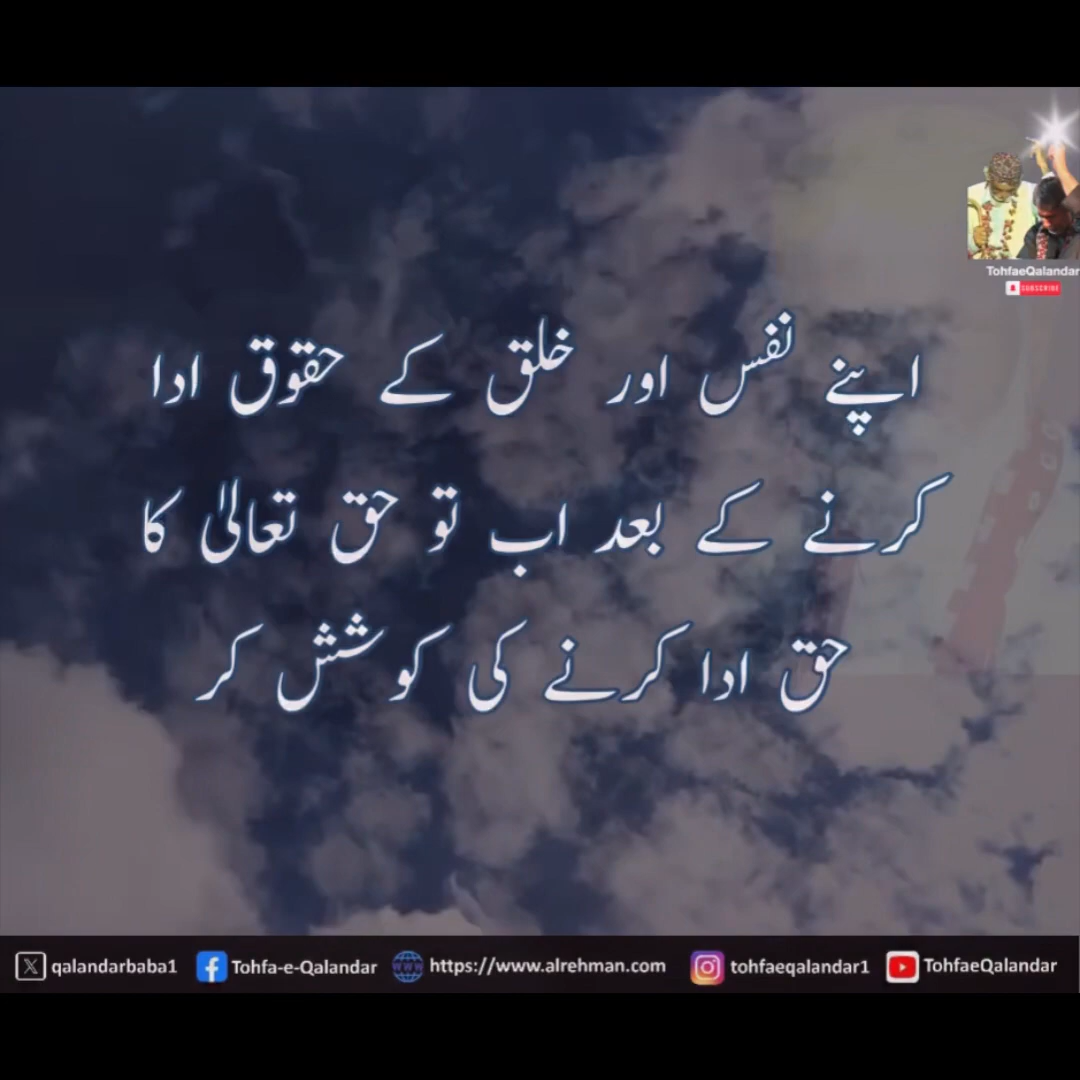 TohfaeQalandar
SUBSCRIBE
اپنے نفس اور خلق کے حقوق ادا
کرنے کے بعد اب تو حق تعالیٰ کا
حق ادا کرنے کی کوشش کر
qalandarbaba1 Tohfa-e-Qalandar https://www.alrehman.com tohfaeqalandar1 TohfaeQalandar